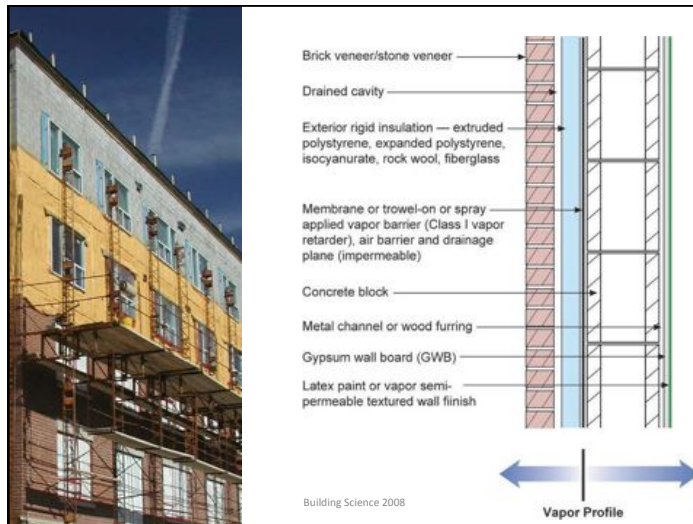 Brick veneer/stone veneer
Drained cavity
Exterior rigid insulation — extruded
polystyrene, expanded polystyrene,
isocyanurate, rock wool, fiberglass
Membrane or trowel-on or spray
applied vapor barrier (Class I vapor
retarder), air barrier and drainage
plane (impermeable)
Concrete block
Metal channel or wood furring
Gypsum wall board (GWB)
Latex paint or vapor semi-
permeable textured wall fiinish
Building Science 2008
Vapor Profile